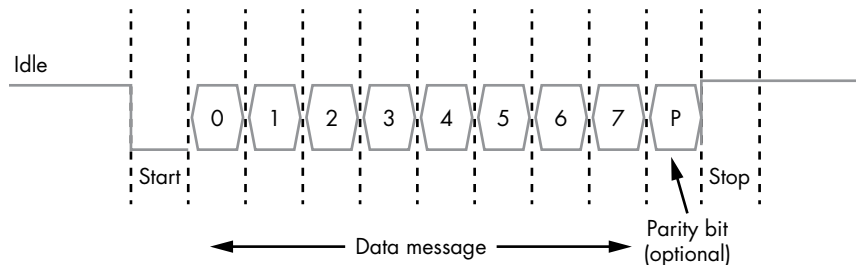 Idle
0 1 2 3 4 5 6 7 P
Start
Stop
Data message
Parity bit
(optional)